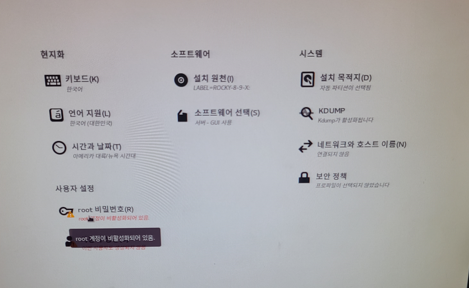 현지화
키보드(K)
한국어
언어 지원(L)
한국어 (대한민국)
시간과 날짜(T)
아메리카 대륙/뉴욕 시간대
사용자 설정
root 비밀번호(R)
root 계정이 비활성화되어 있음.
root 계정이 비활성화되어 있음.
소프트웨어
설치 원천(I)
소프트웨어 선택(S)
서버 - GUI 사용
시스템
설치 목적지(D)
자동 파티션이 선택됨
KDUMP
Kdump가 활성화됩니다
네트워크와 호스트 이름(N)
연결되지 않음
보안 정책
프로파일이 선택되지 않았습니다